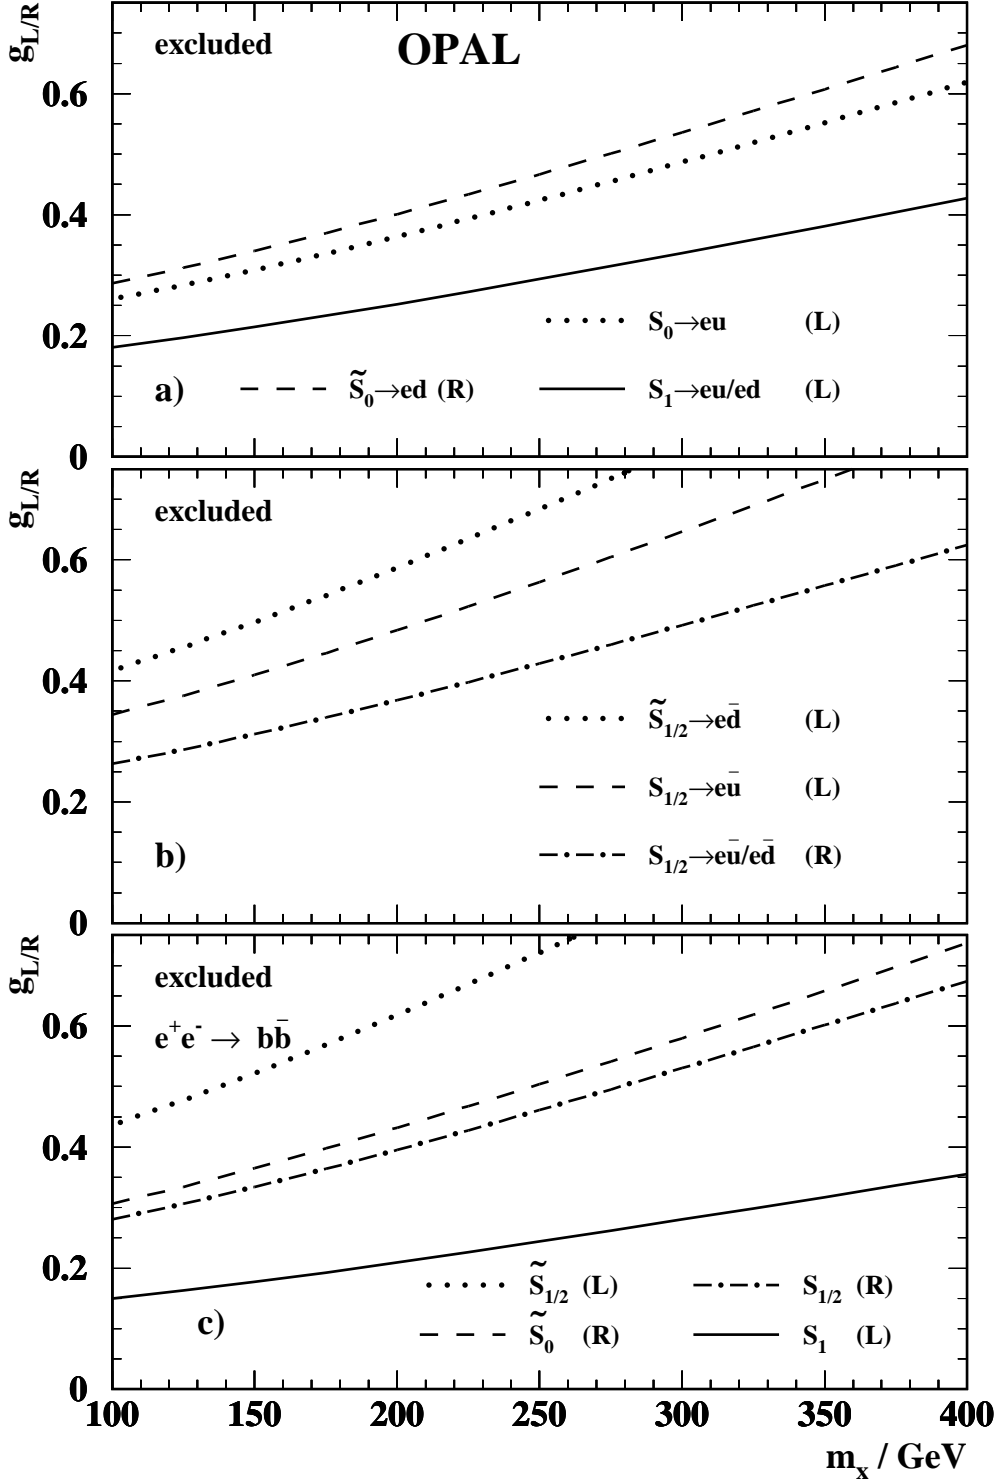 g_L/R
excluded
OPAL
0.6
0.4
0.2
0
S_0→eu (L)
a)
S̃_0→ed (R)
S_1→eu/ed (L)
g_L/R
excluded
0.6
0.4
0.2
0
S̃_1/2→ed̄ (L)
S_1/2→eū (L)
b)
S_1/2→eū/ed̄ (R)
g_L/R
excluded
e⁺e⁻ → bb̄
0.6
0.4
0.2
0
S̃_1/2 (L)
S_1/2 (R)
c)
S̃_0 (R)
S_1 (L)
100 150 200 250 300 350 400
m_x / GeV